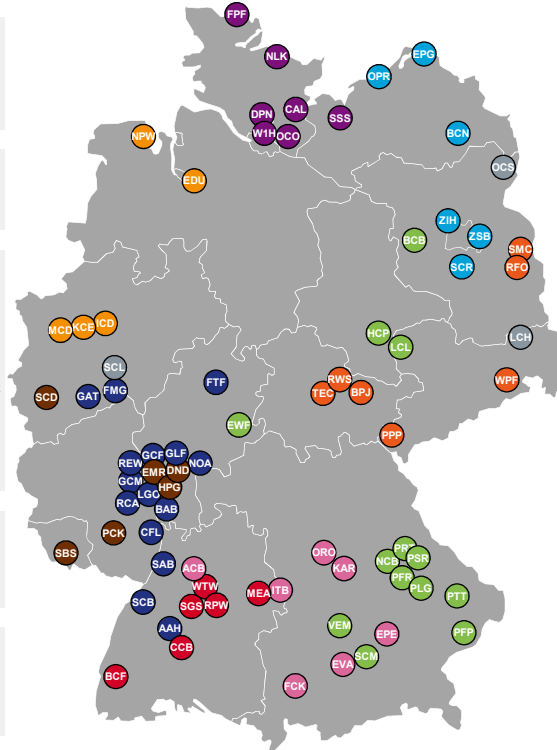 FPF
NLK
EPG
OPR
DPN
CAL
SSS
W1H
OCO
NPW
BCN
OCS
EDU
ZIH
ZSB
BCB
SMC
SCR
RFO
MCD
KCE
HCP
LCL
LCH
SCL
FTF
RWS
WPF
SCD
GAT
FMG
TEC
BPJ
EWF
PPP
REW
GCF
GLF
NOA
EMR
DND
GCM
LGO
HPG
RCA
BAB
PCK
CFL
SBS
SAB
ACB
ORO
KAR
NCB
PSR
PFR
PLG
WTW
MEA
ITB
PTT
SCB
SGS
RPW
AAH
VEM
EPE
PFP
CCB
SCM
EVA
BCF
FCK